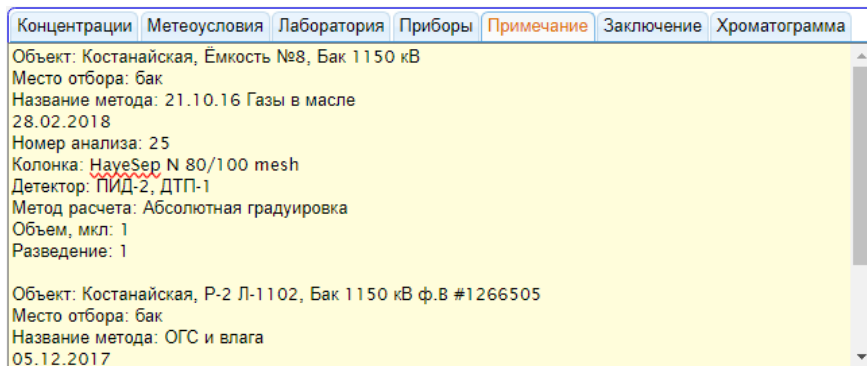 Концентрации Метеоусловия Лаборатория Приборы Примечание Заключение Хроматограмма
Объект: Костанайская, Ёмкость №8, Бак 1150 кВ
Место отбора: бак
Название метода: 21.10.16 Газы в масле
28.02.2018
Номер анализа: 25
Колонка: HayeSep N 80/100 mesh
Детектор: ПИД-2, ДТП-1
Метод расчета: Абсолютная градуировка
Объем, мкл: 1
Разведение: 1
Объект: Костанайская, Р-2 Л-1102, Бак 1150 кВ ф.В #1266505
Место отбора: бак
Название метода: ОГС и влага
05.12.2017